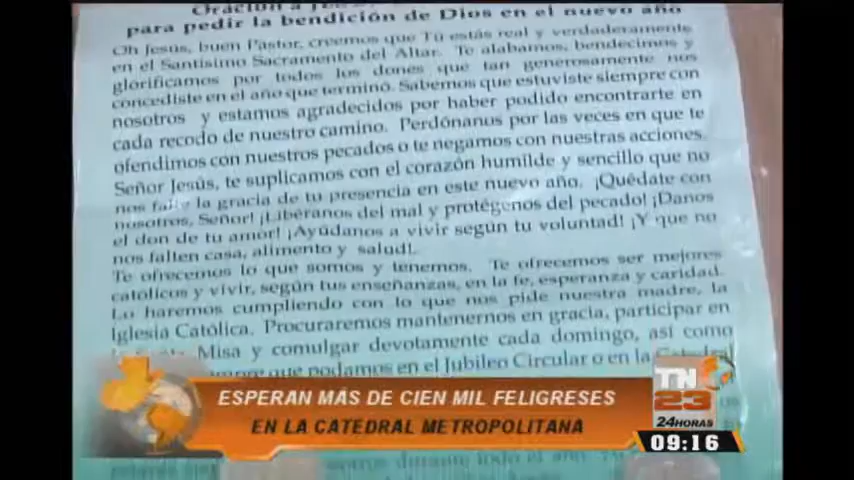 Oración a
para pedir la bendición de Dios en el nuevo año
Oh Jesús, buen Pastor, creemos que Tú estás real y verdaderamente
en el Santísimo Sacramento del Altar. Te alabamos, bendecimos y
glorificamos por todos los dones que tan generosamente nos
concediste en el año que terminó. Sabemos que estuviste siempre con
nosotros y estamos agradecidos por haber podido encontrarte en
cada recodo de nuestro camino. Perdónanos por las veces en que te
ofendimos con nuestros pecados o te negamos con nuestras acciones.
Señor Jesús, te suplicamos con el corazón humilde y sencillo que no
nos falte la gracia de tu presencia en este nuevo año. ¡Quédate con
nosotros, Señor! ¡Líbéranos del mal y protégenos del pecado! ¡Danos
el don de tu amor! ¡Ayúdanos a vivir según tu voluntad! ¡Y que no
nos falten casa, alimento y salud!.
Te ofrecemos lo que somos y tenemos. Te ofrecemos ser mejores
católicos y vivir, según tus enseñanzas, en la fe, esperanza y caridad.
Lo haremos cumpliendo con lo que nos pide nuestra madre, la
Iglesia Católica. Procuraremos mantenernos en gracia, participar en
Misa y comulgar devotamente cada domingo, así como
que podamos en el Jubileo Circular o en la Catedral
ESPERAN MÁS DE CIEN MIL FELIGRESES
EN LA CATEDRAL METROPOLITANA
TN
23
24HORAS
09:16
durante todo el año.